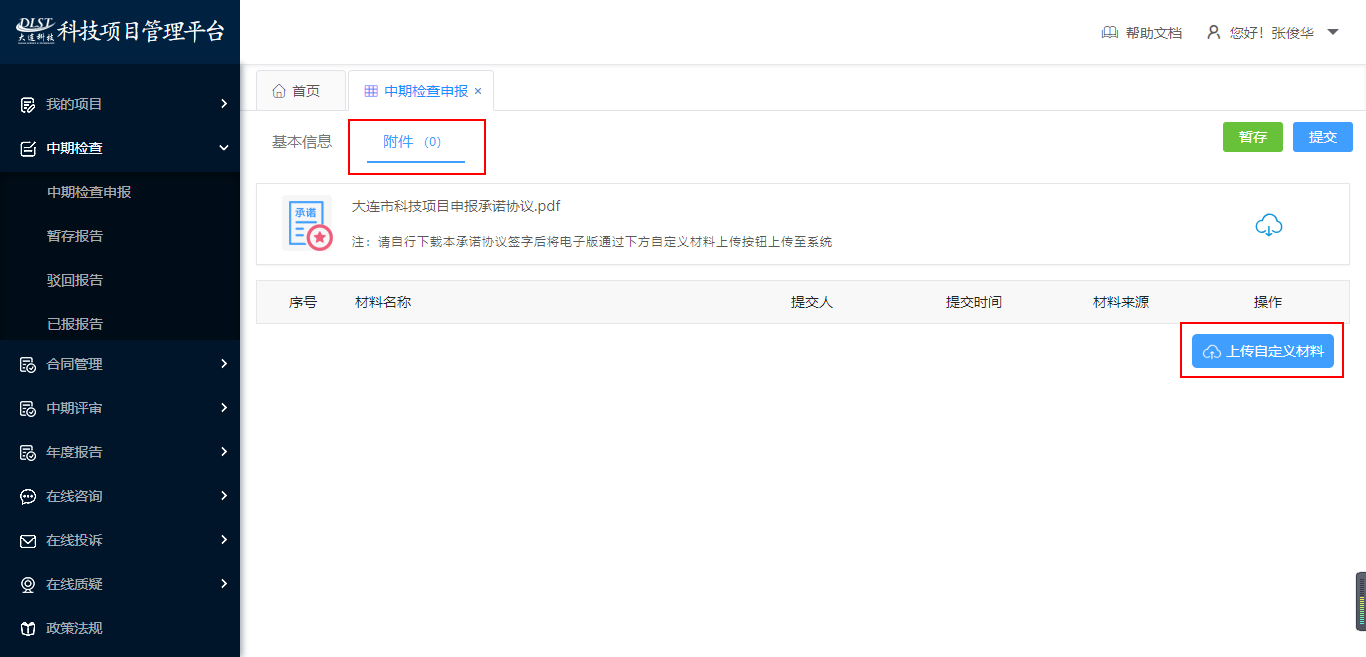 DLST
大连科技
科技项目管理平台
帮助文档
您好！张俊华
我的项目
中期检查
中期检查申报
暂存报告
驳回报告
已报报告
合同管理
中期评审
年度报告
在线咨询
在线投诉
在线质疑
政策法规
首页
中期检查申报 ×
基本信息
附件 （0）
暂存
提交
承诺
大连市科技项目申报承诺协议.pdf
注：请自行下载本承诺协议签字后将电子版通过下方自定义材料上传按钮上传至系统
序号 材料名称 提交人 提交时间 材料来源 操作
上传自定义材料